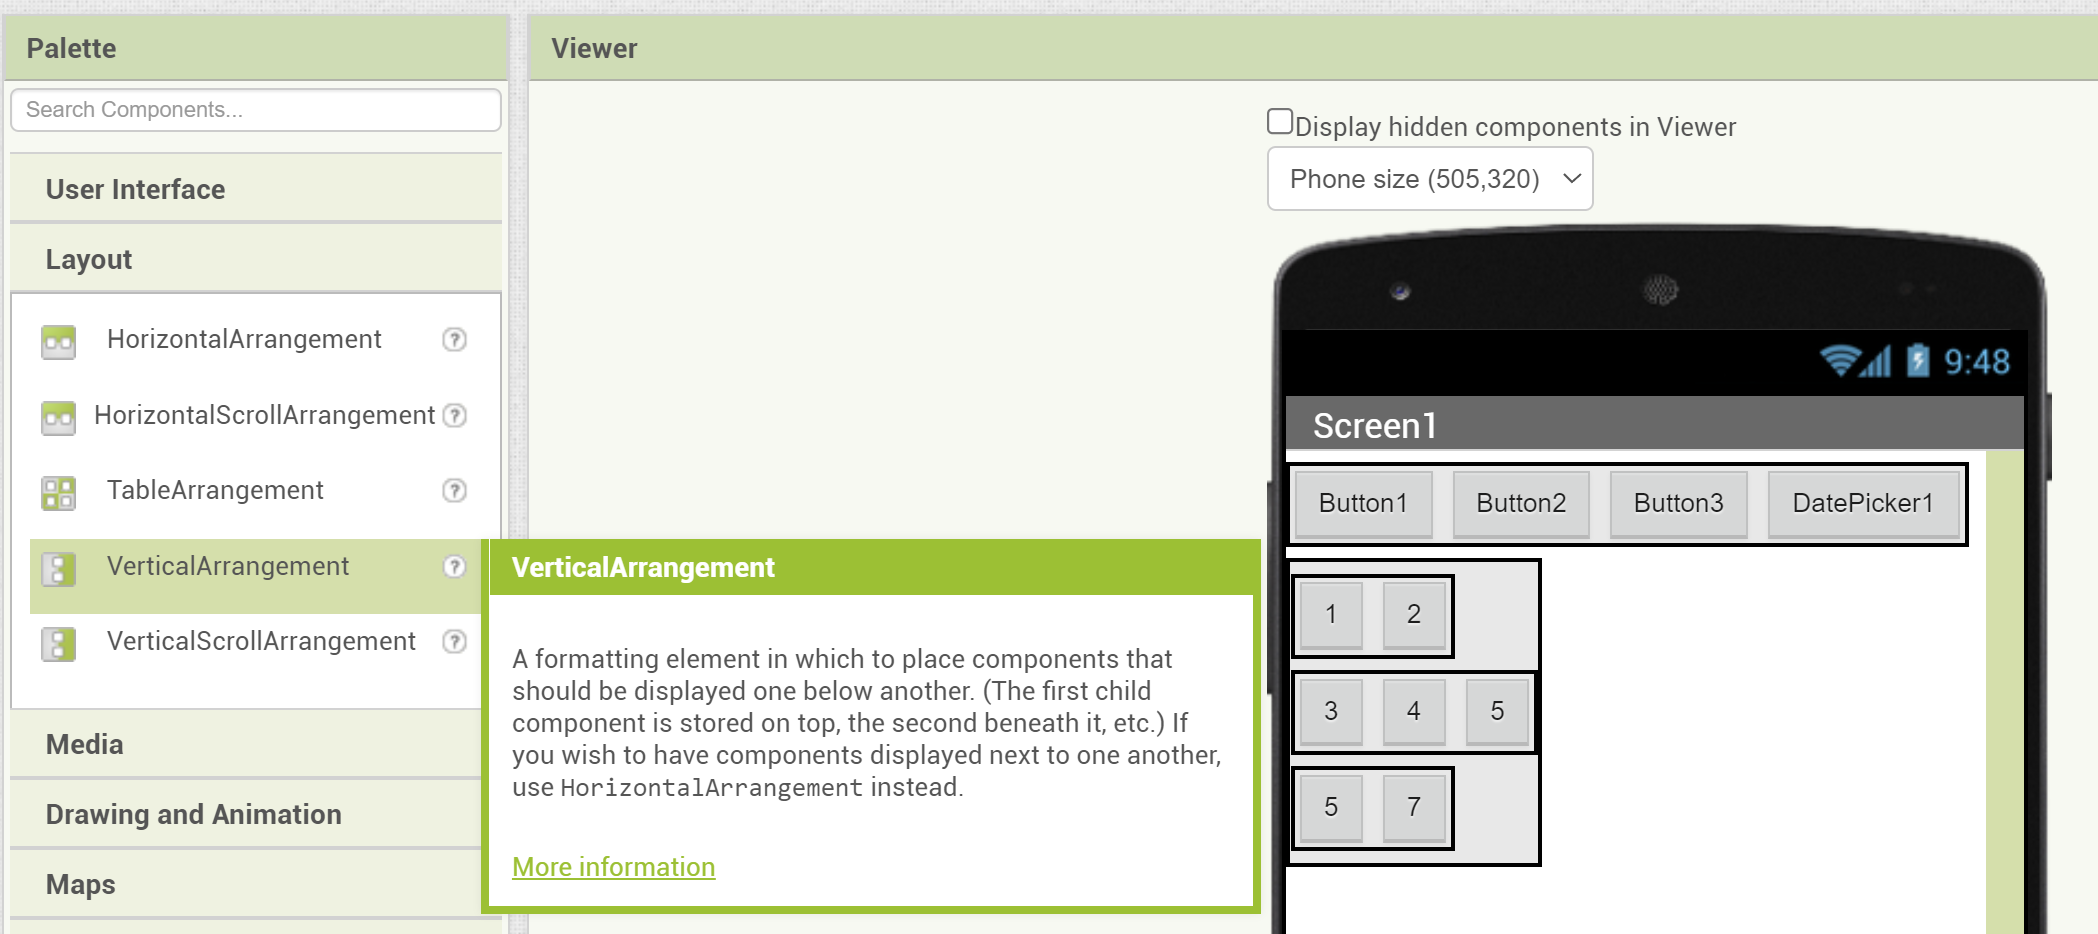 Palette
Search Components...
User Interface
Layout
HorizontalArrangement ?
HorizontalScrollArrangement ?
TableArrangement ?
VerticalArrangement ?
VerticalScrollArrangement ?
Media
Drawing and Animation
Maps
VerticalArrangement
A formatting element in which to place components that
should be displayed one below another. (The first child
component is stored on top, the second beneath it, etc.) If
you wish to have components displayed next to one another,
use HorizontalArrangement instead.
More information
Viewer
Display hidden components in Viewer
Phone size (505,320)
9:48
Screen1
Button1 Button2 Button3 DatePicker1
1 2
3 4 5
5 7